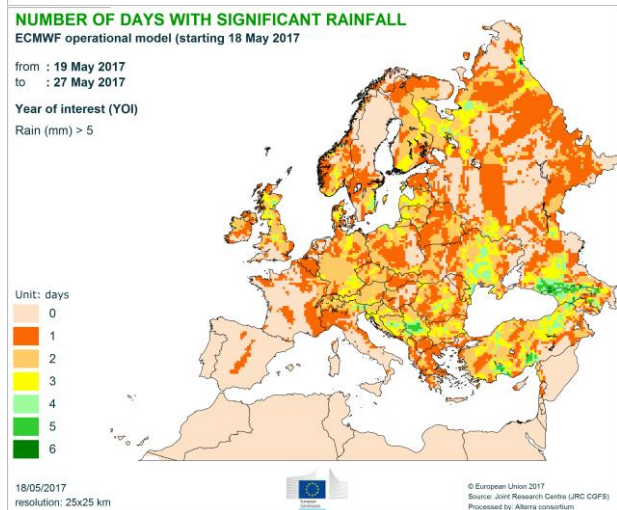 NUMBER OF DAYS WITH SIGNIFICANT RAINFALL
ECMWF operational model (starting 18 May 2017
from : 19 May 2017
to : 27 May 2017
Year of interest (YOI)
Rain (mm) > 5
Unit: days
0
1
2
3
4
5
6
18/05/2017
resolution: 25x25 km
European
Commission
© European Union 2017
Source: Joint Research Centre (JRC CGFS)
Processed by: Alterra consortium